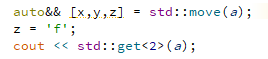 auto&& [x,y,z] = std::move(a);
z = 'f';
cout << std::get<2>(a);